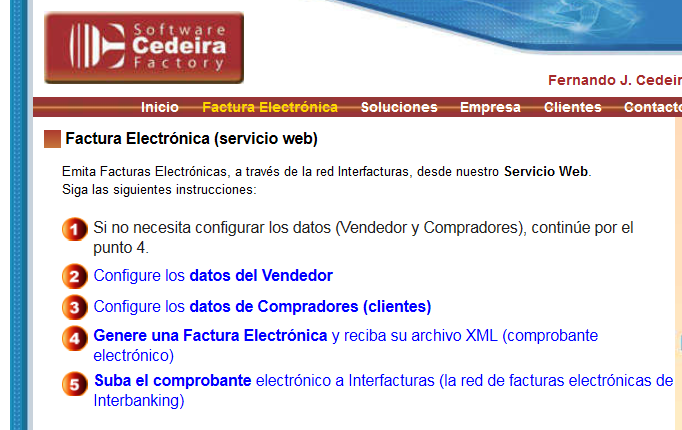 Software
Cedeira
Factory
Fernando J. Cedeir
Inicio Factura Electrónica Soluciones Empresa Clientes Contacto
Factura Electrónica (servicio web)
Emita Facturas Electrónicas, a través de la red Interfacturas, desde nuestro Servicio Web.
Siga las siguientes instrucciones:
1 Si no necesita configurar los datos (Vendedor y Compradores), continúe por el
punto 4.
2 Configure los datos del Vendedor
3 Configure los datos de Compradores (clientes)
4 Genere una Factura Electrónica y reciba su archivo XML (comprobante
electrónico)
5 Suba el comprobante electrónico a Interfacturas (la red de facturas electrónicas de
Interbanking)